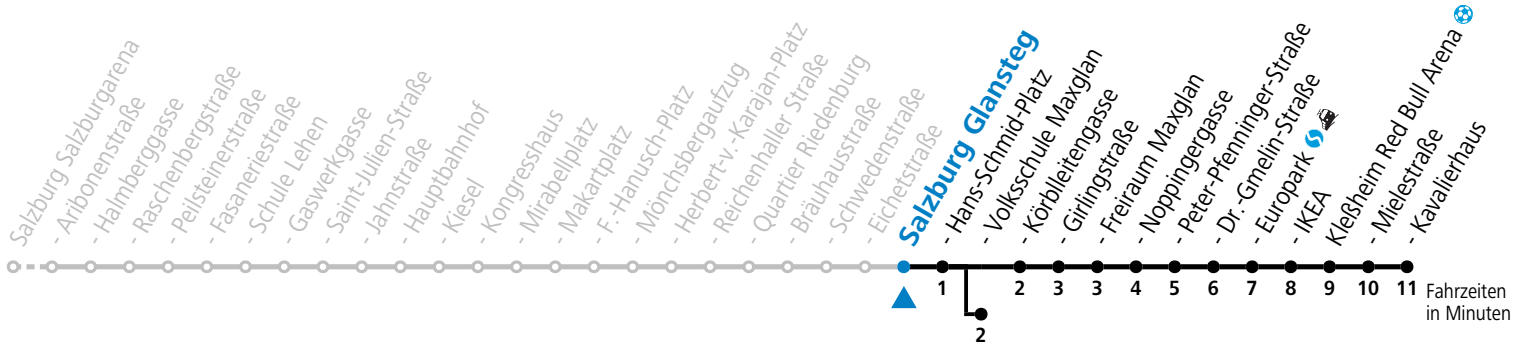 Salzburg Salzburgarena
- Aribonenstraße
- Halmberggasse
- Raschenbergstraße
- Peilsteinerstraße
- Fasaneriestraße
- Schule Lehen
- Gaswerkgasse
- Saint-Julien-Straße
- Jahnstraße
- Hauptbahnhof
- Kiesel
- Kongresshaus
- Mirabellplatz
- Makartplatz
- F.-Hanusch-Platz
- Mönchsbergaufzug
- Herbert-v.-Karajan-Platz
- Reichenhaller Straße
- Quartier Riedenburg
- Bräuhausstraße
- Schwedenstraße
- Eichetstraße
Salzburg Glansteg
- Hans-Schmid-Platz
- Volksschule Maxglan
- Körblleitengasse
- Girlingstraße
- Freiraum Maxglan
- Noppingergasse
- Peter-Pfenninger-Straße
- Dr.-Gmelin-Straße
- Europark
- IKEA
Kleßheim Red Bull Arena
- Mielestraße
- Kavalierhaus
1 2 3 3 4 5 6 7 8 9 10 11 Fahrzeiten
in Minuten
2